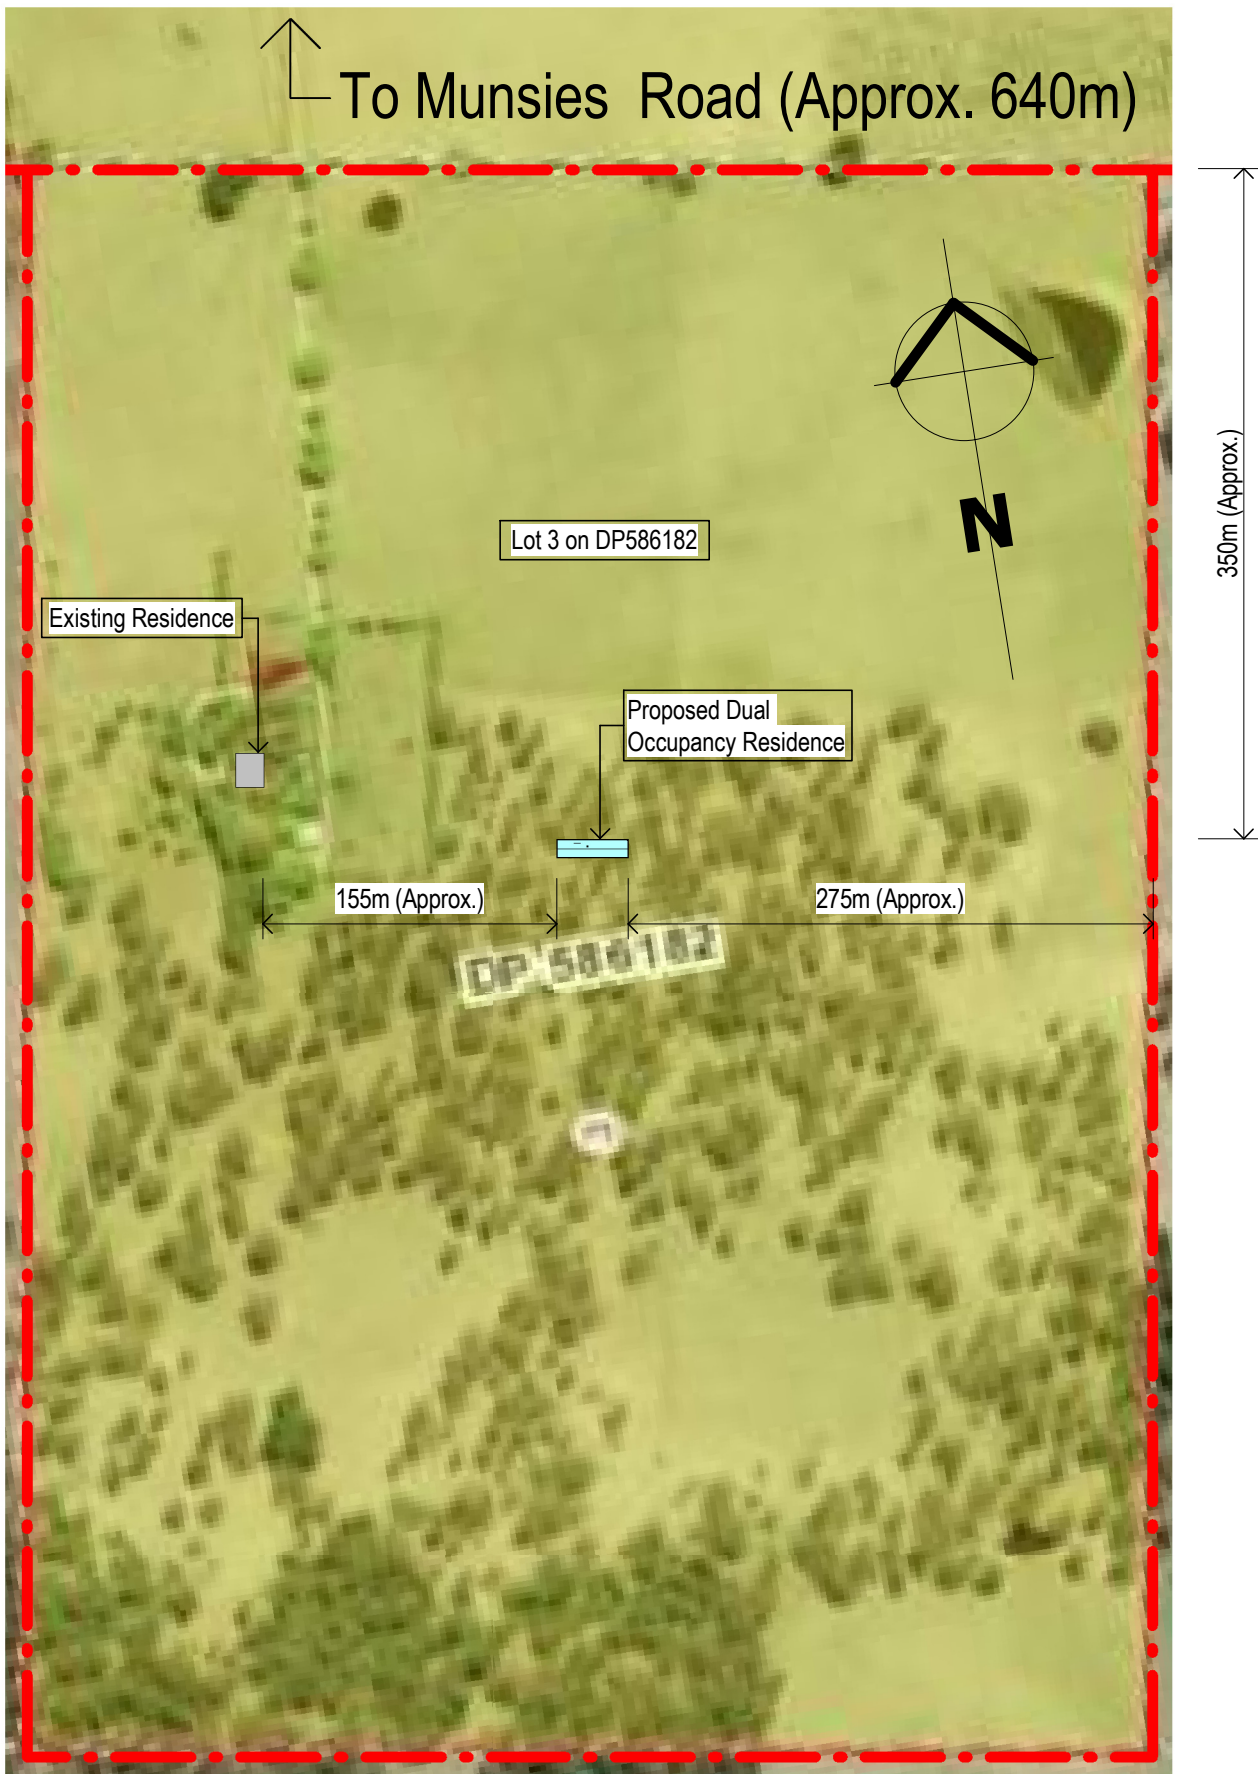 To Munsies Road (Approx. 640m)
350m (Approx.)
N
Lot 3 on DP586182
Existing Residence
Proposed Dual
Occupancy Residence
155m (Approx.)
275m (Approx.)
DP